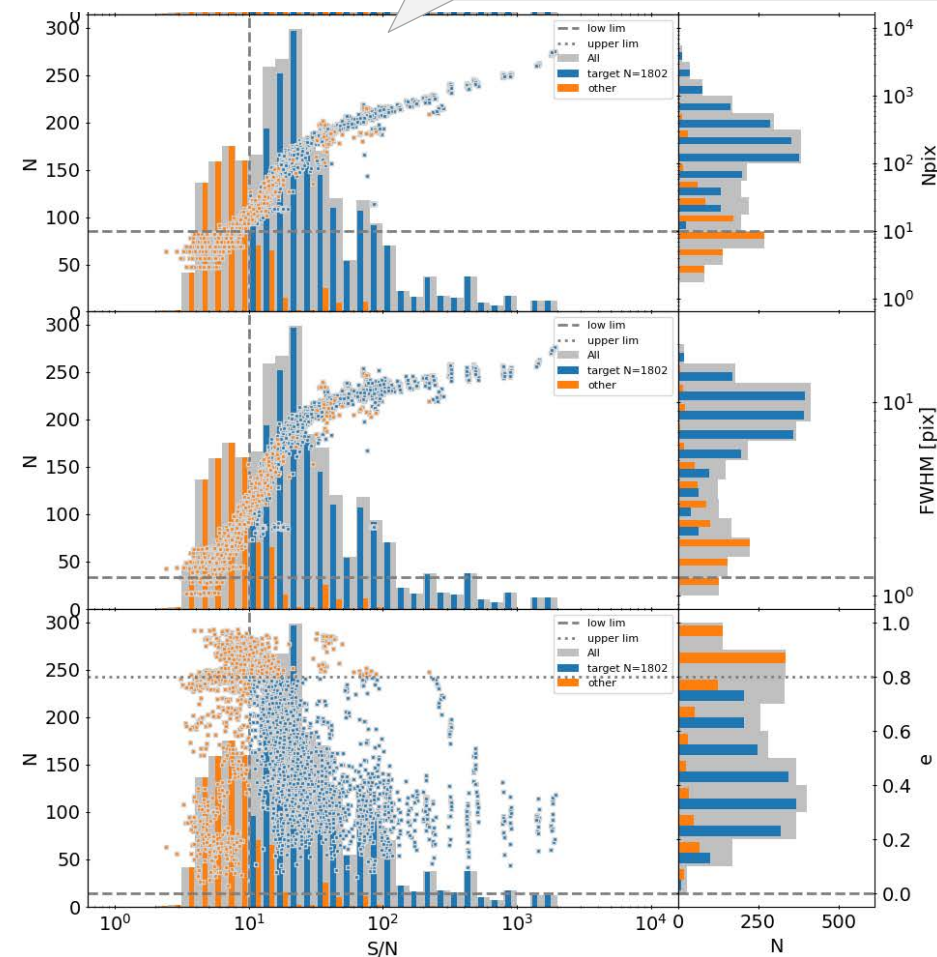 0
300
250
200
150
100
50
0
N
low lim
upper lim
All
target N=1802
other
10⁴
10³
10²
10¹
10⁰
Npix
300
250
200
150
100
50
0
N
low lim
upper lim
All
target N=1802
other
10¹
10⁰
FWHM [pix]
300
250
200
150
100
50
0
N
low lim
upper lim
All
target N=1802
other
1.0
0.8
0.6
0.4
0.2
0.0
e
10⁰
10¹
10²
10³
10⁴
S/N
0
250
500
N